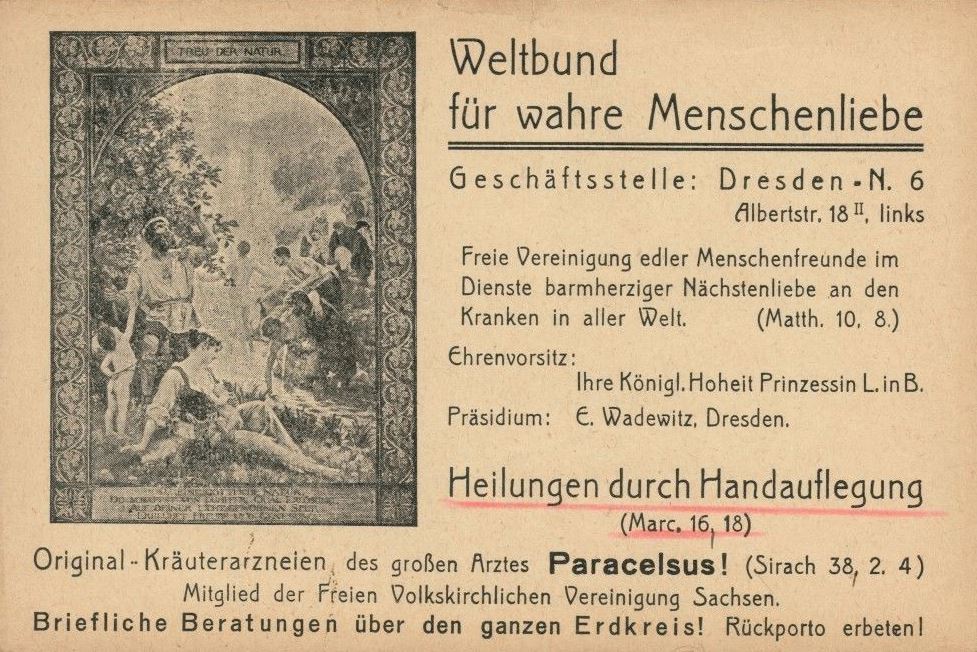 TREU DER NATUR
Weltbund
für wahre Menschenliebe
Geschäftsstelle: Dresden - N. 6
Albertstr. 18 II, links
Freie Vereinigung edler Menschenfreunde im
Dienste barmherziger Nächstenliebe an den
Kranken in aller Welt. (Matth. 10, 8.)
Ehrenvorsitz:
Ihre Königl. Hoheit Prinzessin L. in B.
Präsidium: E. Wadewitz, Dresden.
Heilungen durch Handauflegung
(Marc. 16, 18)
Original-Kräuterarzneien des großen Arztes Paracelsus! (Sirach 38, 2. 4)
Mitglied der Freien Volkskirchlichen Vereinigung Sachsen.
Briefliche Beratungen über den ganzen Erdkreis! Rückporto erbeten!